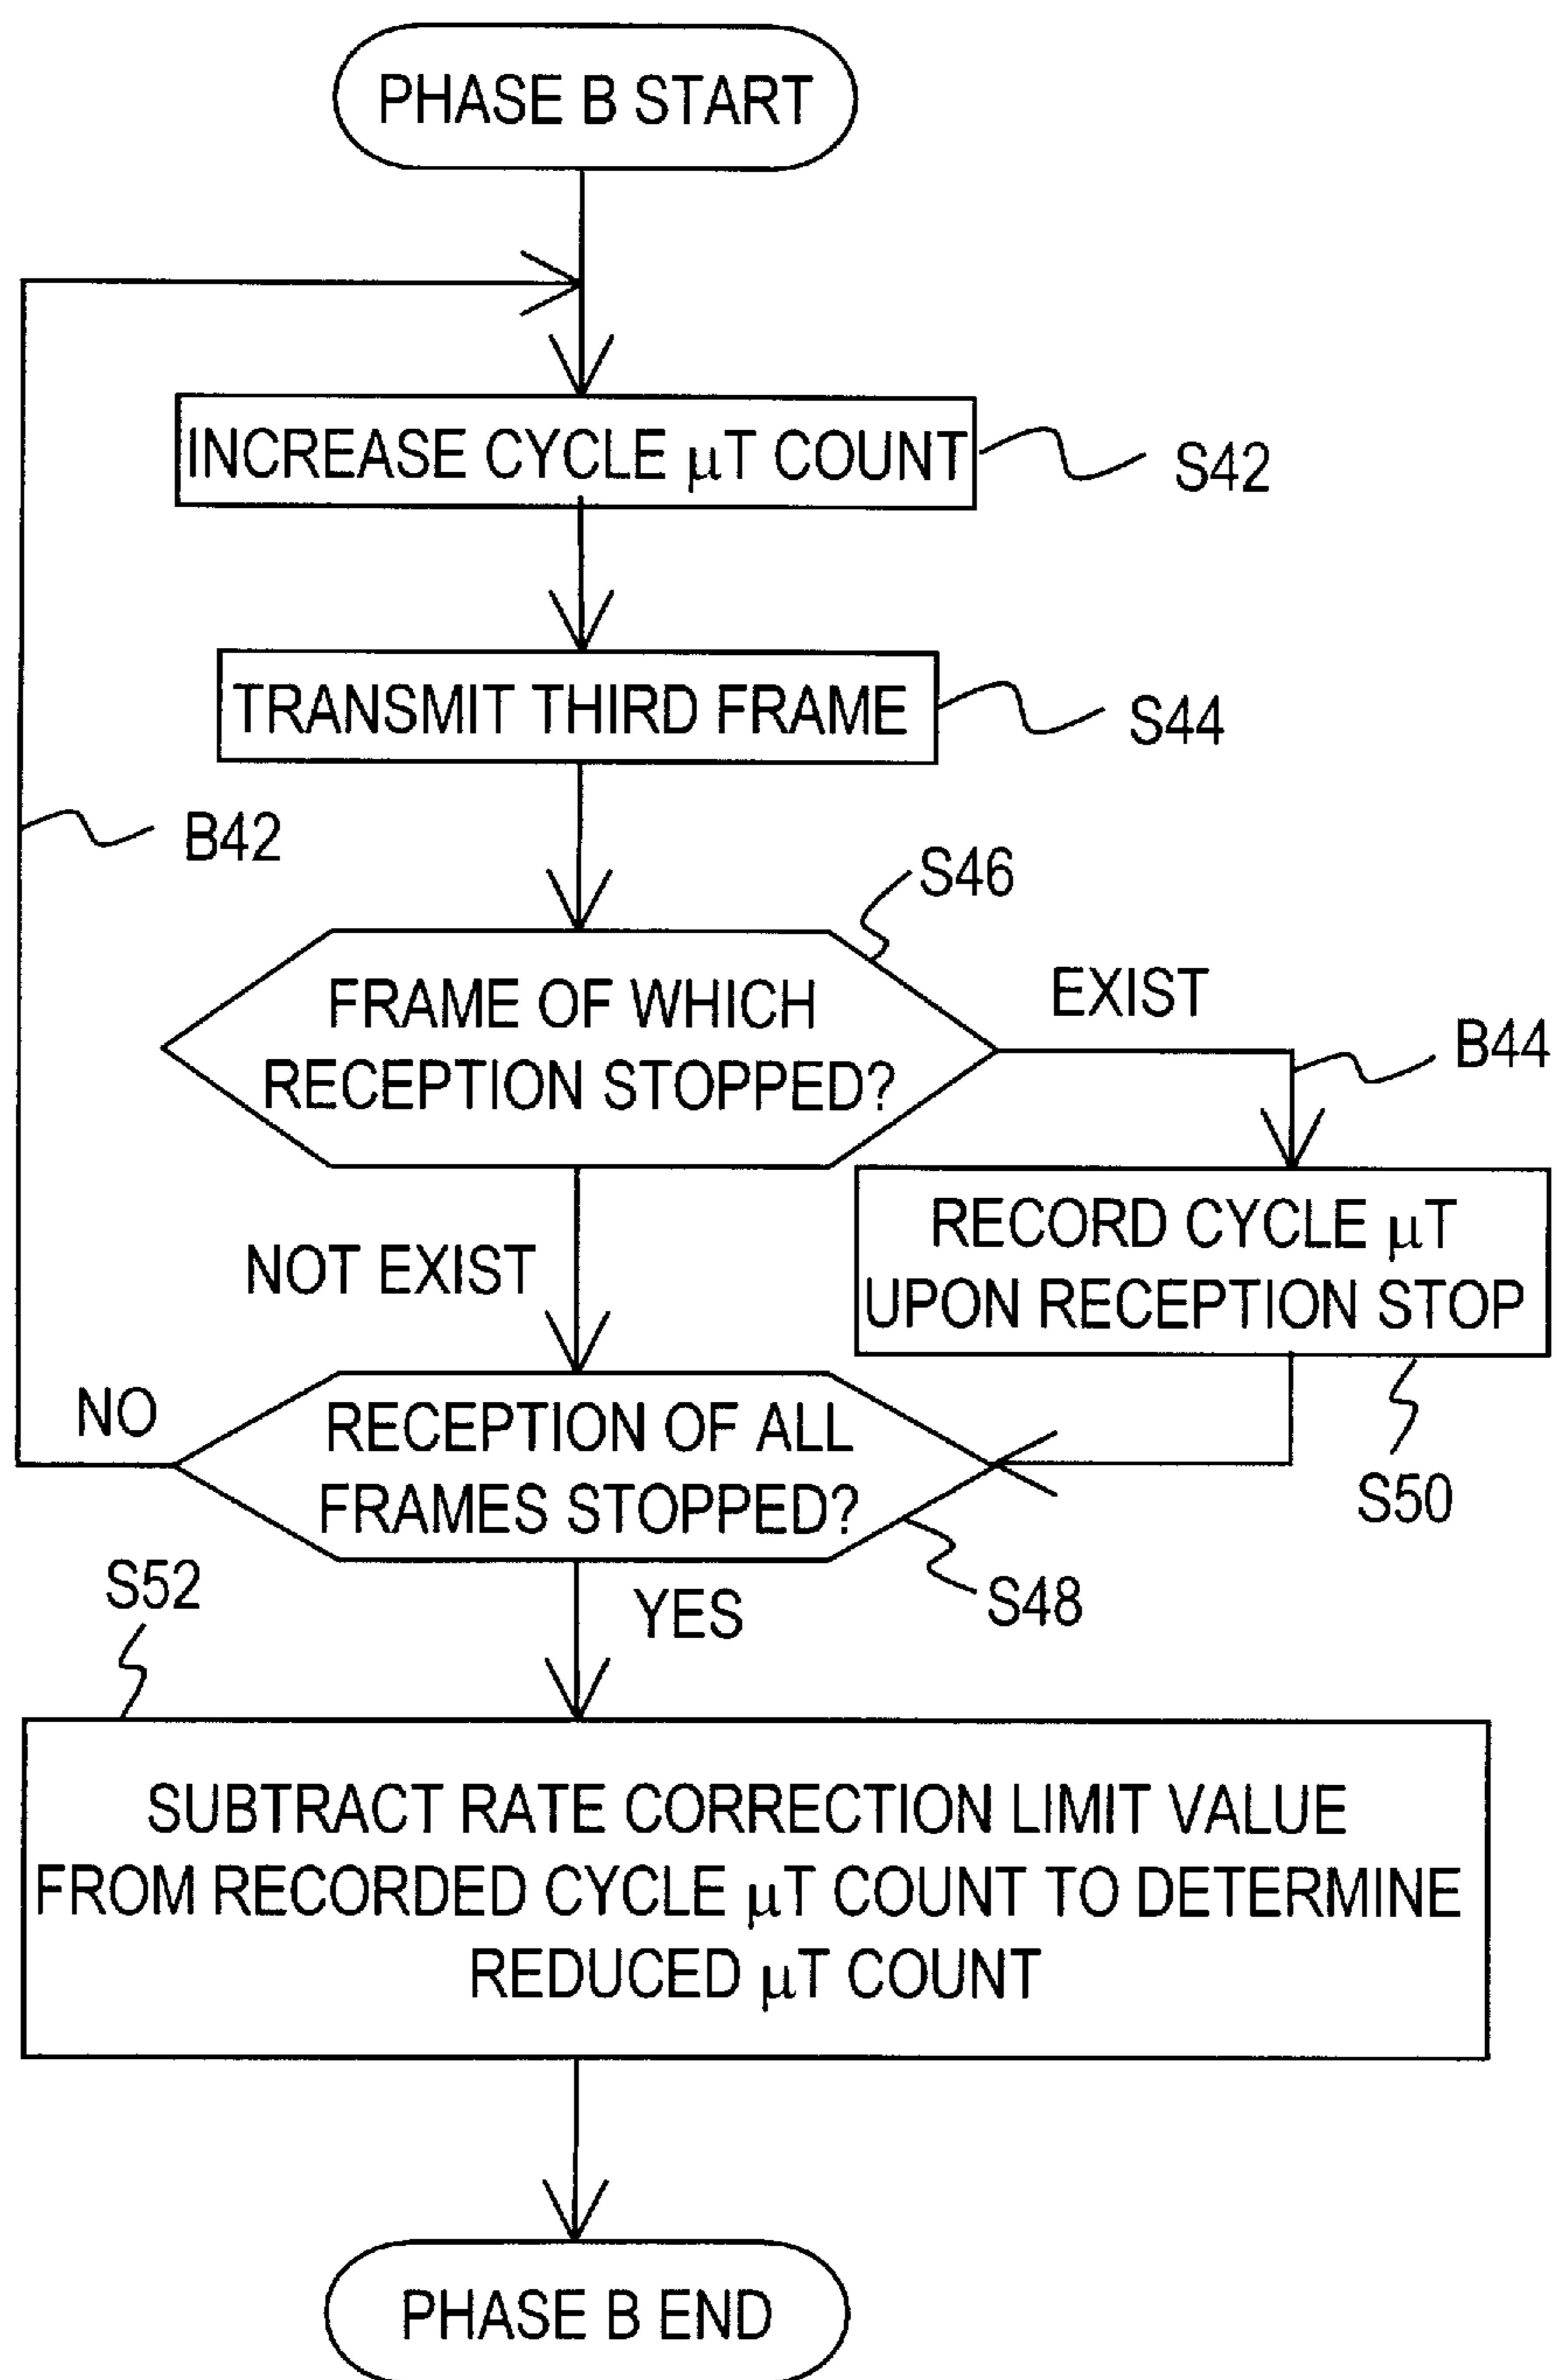 PHASE B START
INCREASE CYCLE μT COUNT
S42
TRANSMIT THIRD FRAME
S44
B42
S46
FRAME OF WHICH
RECEPTION STOPPED?
EXIST
B44
RECORD CYCLE μT
UPON RECEPTION STOP
NOT EXIST
NO
RECEPTION OF ALL
FRAMES STOPPED?
S50
S52
YES
S48
SUBTRACT RATE CORRECTION LIMIT VALUE
FROM RECORDED CYCLE μT COUNT TO DETERMINE
REDUCED μT COUNT
PHASE B END